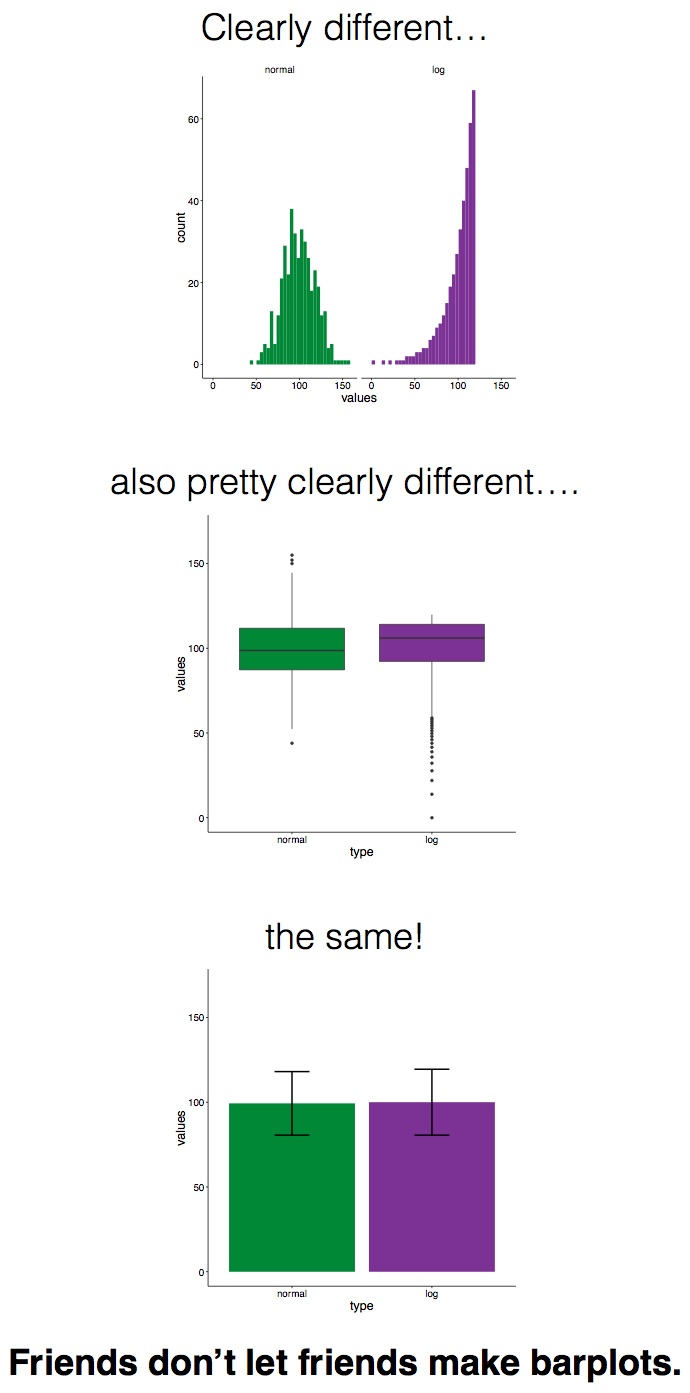 Clearly different…
normal log
60
40
20
0
count
0 50 100 150 0 50 100 150
values
also pretty clearly different….
150
100
50
0
values
normal log
type
the same!
150
100
50
0
values
normal log
type
Friends don’t let friends make barplots.